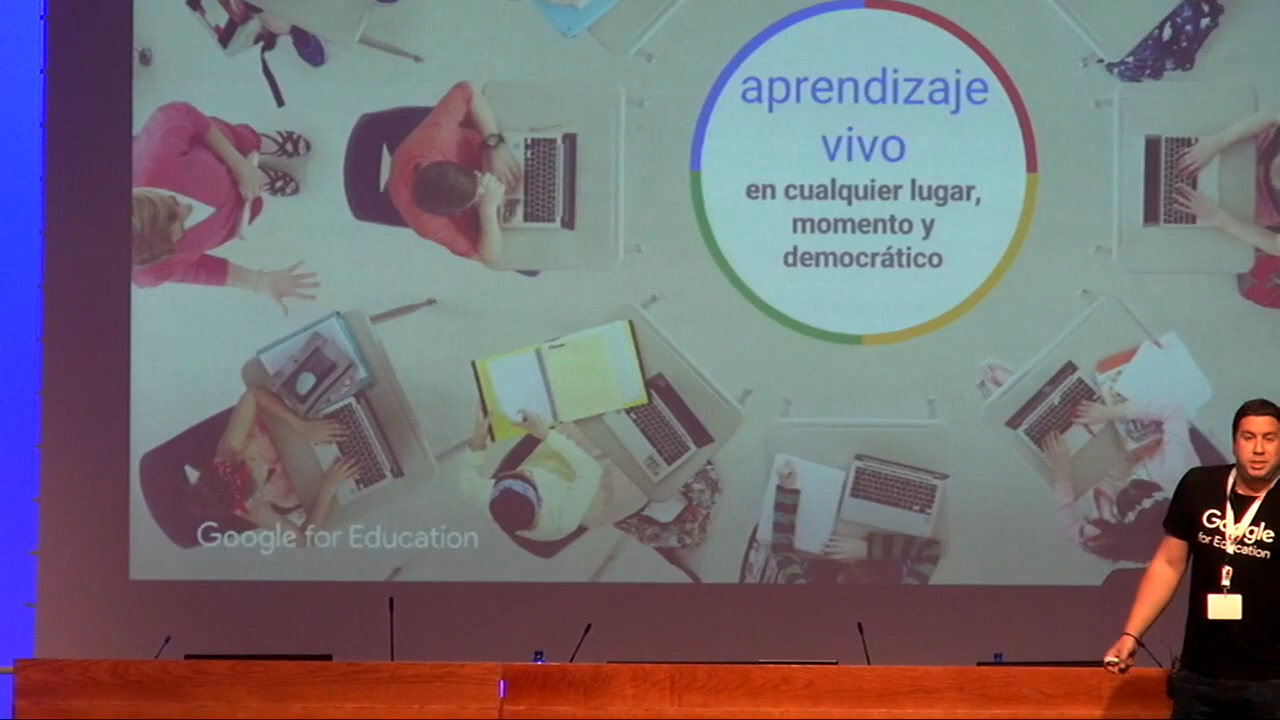 aprendizaje
vivo
en cualquier lugar,
momento y
democrático
Google for Education
Google
for Education